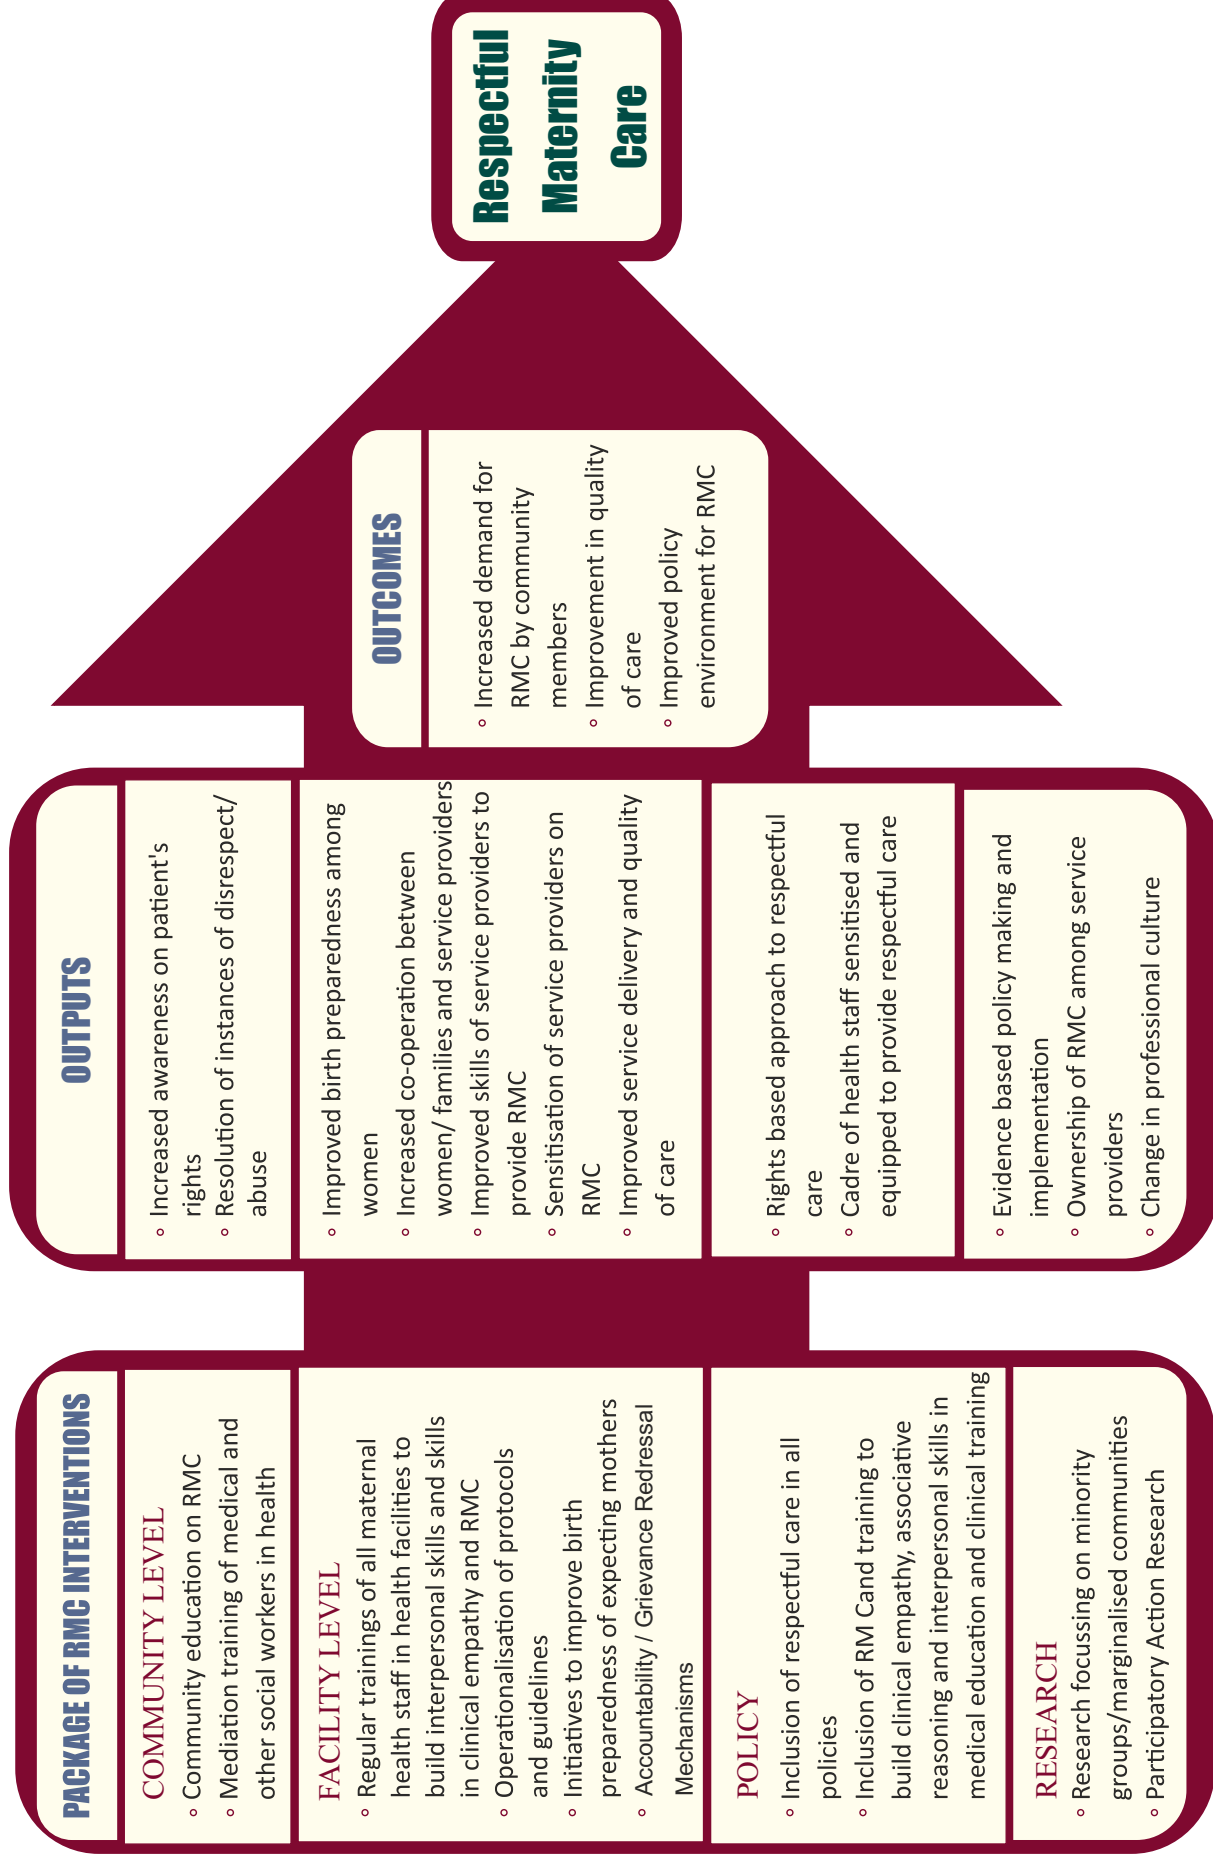 PACKAGE OF RMC INTERVENTIONS
COMMUNITY LEVEL
° Community education on RMC
° Mediation training of medical and
other social workers in health
FACILITY LEVEL
° Regular trainings of all maternal
health staff in health facilities to
build interpersonal skills and skills
in clinical empathy and RMC
° Operationalisation of protocols
and guidelines
° Initiatives to improve birth
preparedness of expecting mothers
° Accountability / Grievance Redressal
Mechanisms
POLICY
° Inclusion of respectful care in all
policies
° Inclusion of RM Cand training to
build clinical empathy, associative
reasoning and interpersonal skills in
medical education and clinical training
RESEARCH
° Research focussing on minority
groups/marginalised communities
° Participatory Action Research
OUTPUTS
° Increased awareness on patient's
rights
° Resolution of instances of disrespect/
abuse
° Improved birth preparedness among
women
° Increased co-operation between
women/ families and service providers
° Improved skills of service providers to
provide RMC
° Sensitisation of service providers on
RMC
° Improved service delivery and quality
of care
° Rights based approach to respectful
care
° Cadre of health staff sensitised and
equipped to provide respectful care
° Evidence based policy making and
implementation
° Ownership of RMC among service
providers
° Change in professional culture
OUTCOMES
° Increased demand for
RMC by community
members
° Improvement in quality
of care
° Improved policy
environment for RMC
Respectful
Maternity
Care